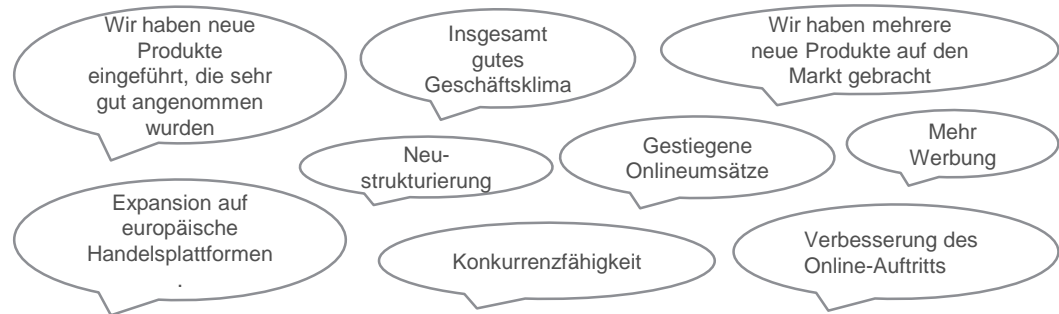 Wir haben neue
Produkte
eingeführt, die sehr
gut angenommen
wurden
Insgesamt
gutes
Geschäftsklima
Wir haben mehrere
neue Produkte auf den
Markt gebracht
Neu-
strukturierung
Gestiegene
Onlineumsätze
Mehr
Werbung
Expansion auf
europäische
Handelsplattformen
.
Konkurrenzfähigkeit
Verbesserung des
Online-Auftritts